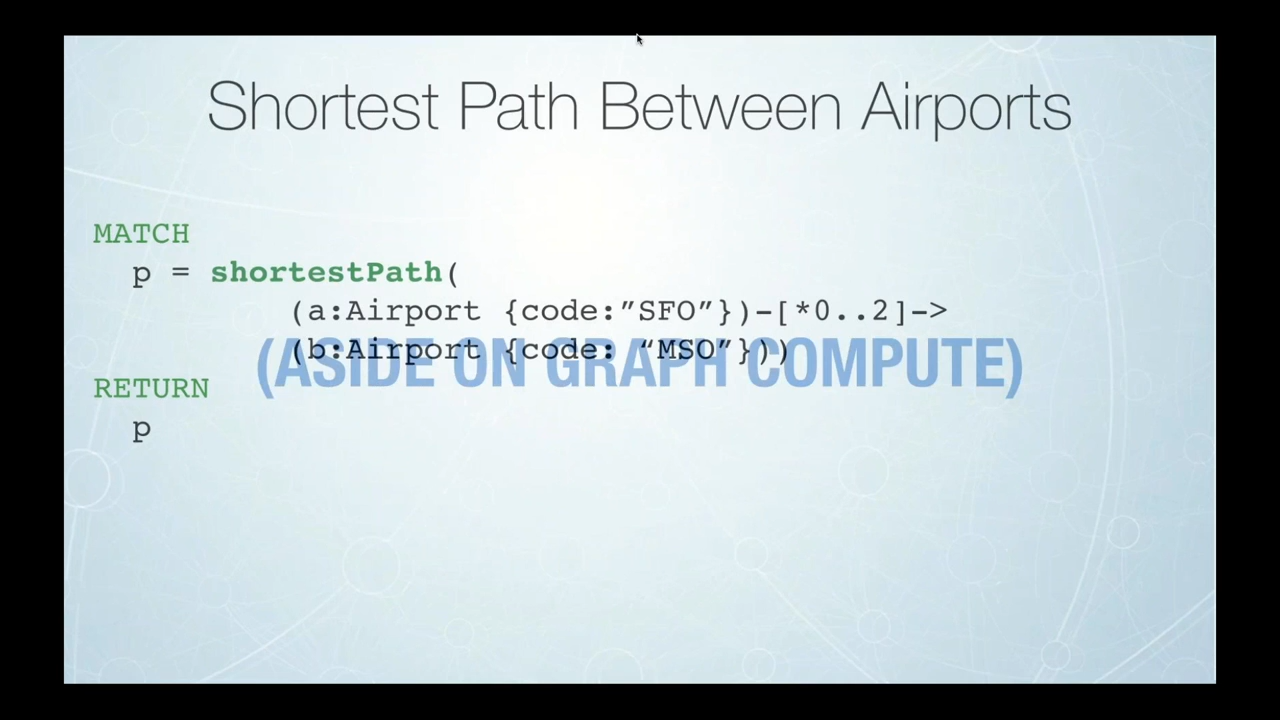 Shortest Path Between Airports
MATCH
p = shortestPath(
(a:Airport {code:”SFO”})-[*0..2]->
(b:Airport {code: “MSO”}))
(ASIDE ON GRAPH COMPUTE)
RETURN
p